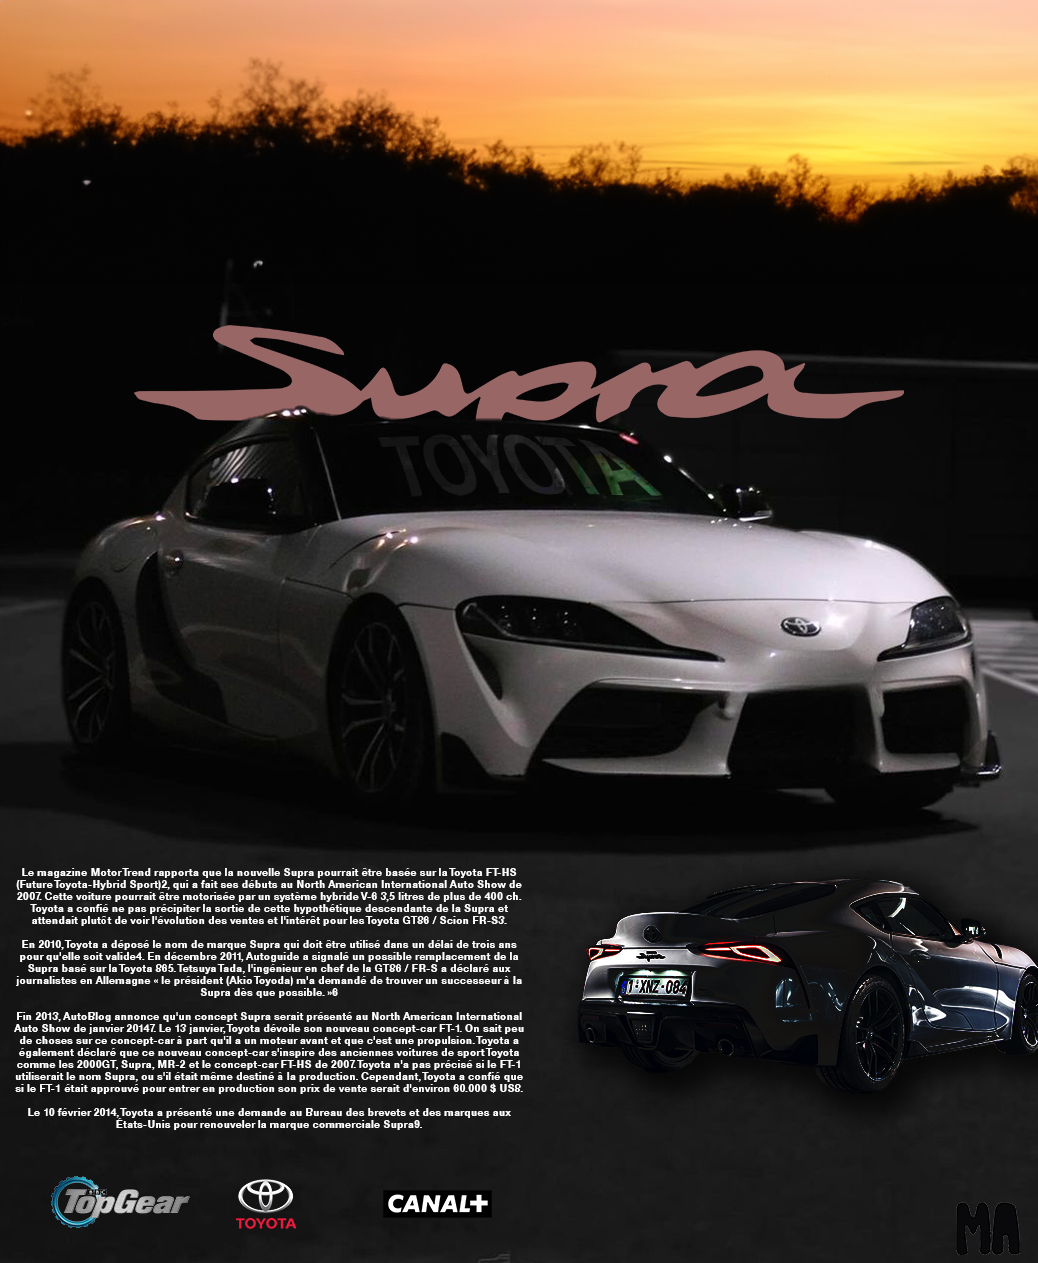 Supra
TOYOTA
Le magazine MotorTrend rapporta que la nouvelle Supra pourrait être basée sur la Toyota FT-HS
(Future Toyota-Hybrid Sport)2, qui a fait ses débuts au North American International Auto Show de
2007. Cette voiture pourrait être motorisée par un système hybride V-6 3,5 litres de plus de 400 ch.
Toyota a confié ne pas précipiter la sortie de cette hypothétique descendante de la Supra et
attendait plutôt de voir l'évolution des ventes et l'intérêt pour les Toyota GT86 / Scion FR-S3.
En 2010, Toyota a déposé le nom de marque Supra qui doit être utilisé dans un délai de trois ans
pour qu'elle soit valide4. En décembre 2011, Autoguide a signalé un possible remplacement de la
Supra basé sur la Toyota 865. Tetsuya Tada, l'ingénieur en chef de la GT86 / FR-S a déclaré aux
journalistes en Allemagne « le président (Akio Toyoda) m'a demandé de trouver un successeur à la
Supra dès que possible. »6
Fin 2013, AutoBlog annonce qu'un concept Supra serait présenté au North American International
Auto Show de janvier 20147. Le 13 janvier, Toyota dévoile son nouveau concept-car FT-1. On sait peu
de choses sur ce concept-car à part qu'il a un moteur avant et que c'est une propulsion. Toyota a
également déclaré que ce nouveau concept-car s'inspire des anciennes voitures de sport Toyota
comme les 2000GT, Supra, MR-2 et le concept-car FT-HS de 2007. Toyota n'a pas précisé si le FT-1
utiliserait le nom Supra, ou s'il était même destiné à la production. Cependant, Toyota a confié que
si le FT-1 était approuvé pour entrer en production son prix de vente serait d'environ 60.000 $ US8.
Le 10 février 2014, Toyota a présenté une demande au Bureau des brevets et des marques aux
États-Unis pour renouveler la marque commerciale Supra9.
1-XNZ-084
TopGear
TOYOTA
CANAL+
MA